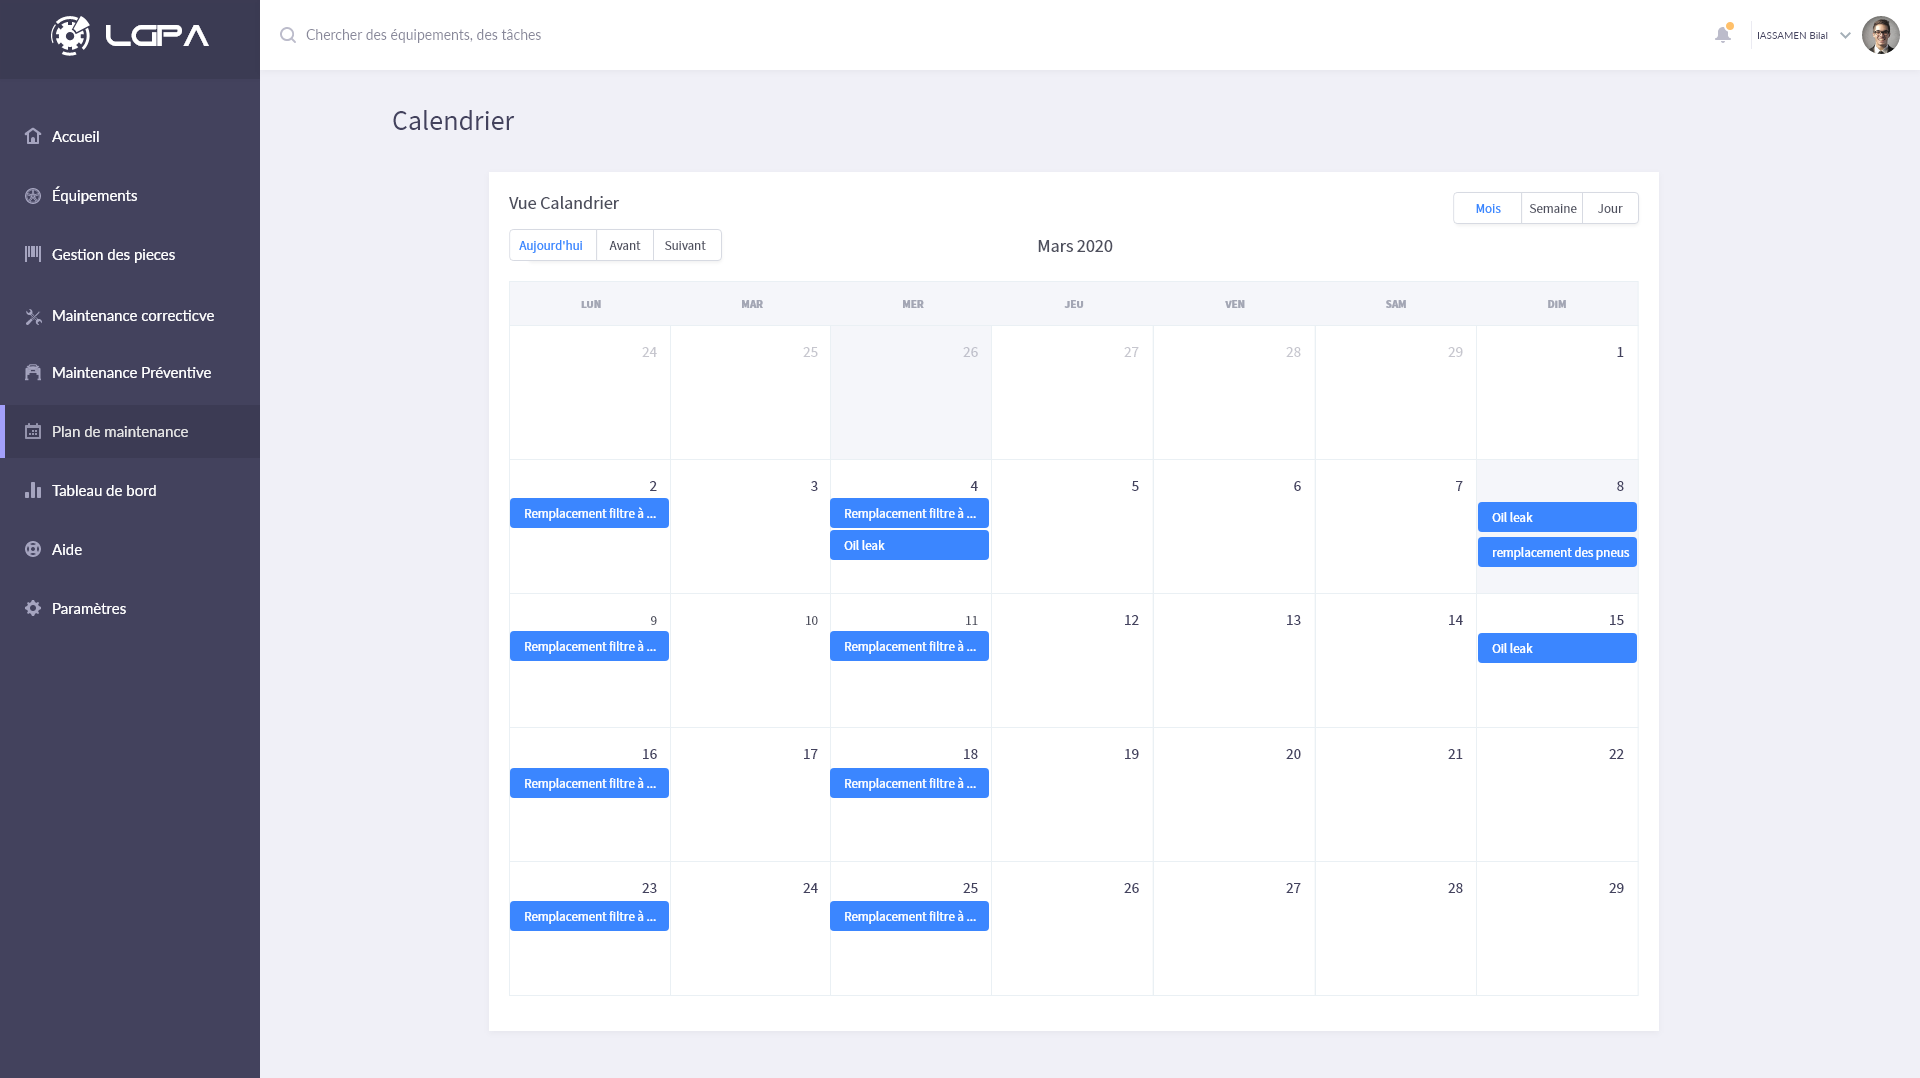 LGPA
Chercher des équipements, des tâches
IASSAMEN Bilal
Accueil
Équipements
Gestion des pieces
Maintenance correcticve
Maintenance Préventive
Plan de maintenance
Tableau de bord
Aide
Paramètres
Calendrier
Vue Calandrier
Mois Semaine Jour
Aujourd'hui Avant Suivant
Mars 2020
LUN MAR MER JEU VEN SAM DIM
24 25 26 27 28 29 1
2 3 4 5 6 7 8
Remplacement filtre à ... Remplacement filtre à ... Oil leak
Oil leak remplacement des pneus
9 10 11 12 13 14 15
Remplacement filtre à ... Remplacement filtre à ... Oil leak
16 17 18 19 20 21 22
Remplacement filtre à ... Remplacement filtre à ...
23 24 25 26 27 28 29
Remplacement filtre à ... Remplacement filtre à ...